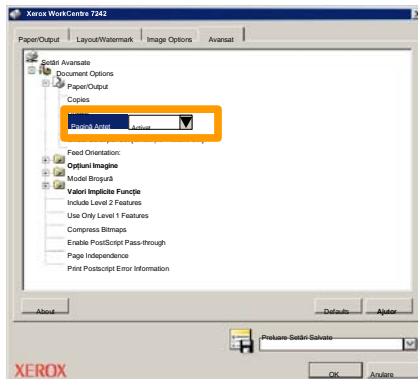 Xerox WorkCentre 7242
Paper/Output Layout/Watermark Image Options Avansat
Setări Avansate
Document Options
Paper/Output
Copies
Pagină Antet Activat
Feed Orientation:
Opțiuni Imagine
Model Broșură
Valori Implicite Funcție
Include Level 2 Features
Use Only Level 1 Features
Compress Bitmaps
Enable PostScript Pass-through
Page Independence
Print Postscript Error Information
About Defaults Ajutor
Preluare Setări Salvate
XEROX
OK Anulare